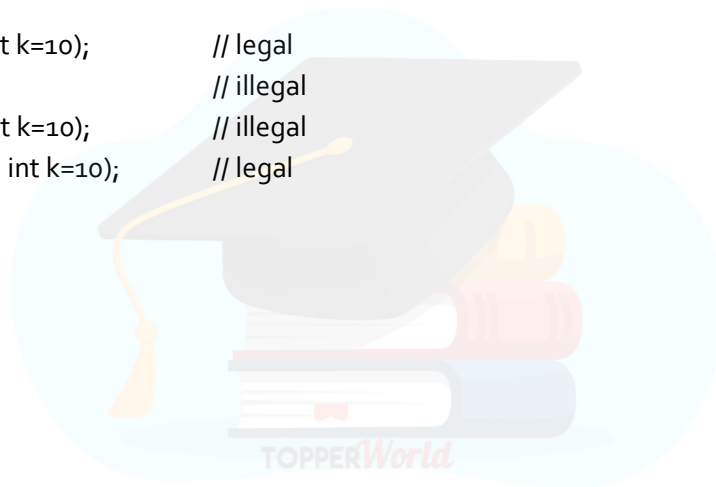 t k=10); // legal
// illegal
t k=10); // illegal
int k=10); // legal
TOPPERWorld